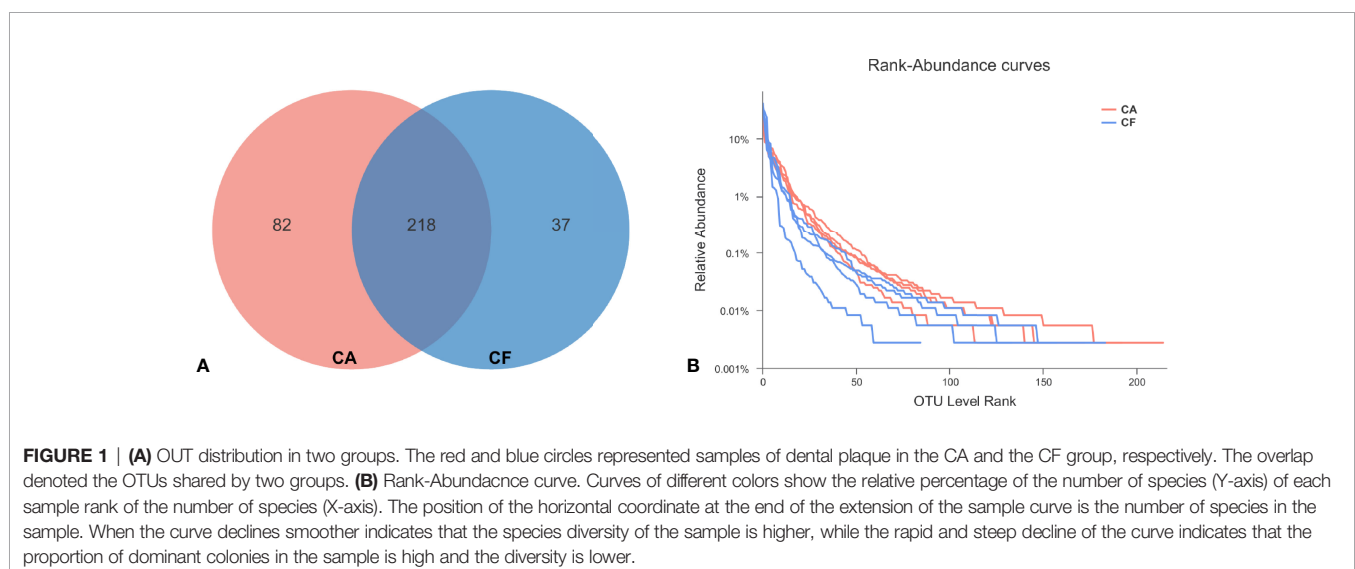 82
218
37
CA
CF
A
Rank-Abundance curves
CA
CF
Relative Abundance
10%
1%
0.1%
0.01%
0.001%
0
50
100
150
200
OTU Level Rank
B
FIGURE 1 | (A) OUT distribution in two groups. The red and blue circles represented samples of dental plaque in the CA and the CF group, respectively. The overlap
denoted the OTUs shared by two groups. (B) Rank-Abundacnce curve. Curves of different colors show the relative percentage of the number of species (Y-axis) of each
sample rank of the number of species (X-axis). The position of the horizontal coordinate at the end of the extension of the sample curve is the number of species in the
sample. When the curve declines smoother indicates that the species diversity of the sample is higher, while the rapid and steep decline of the curve indicates that the
proportion of dominant colonies in the sample is high and the diversity is lower.